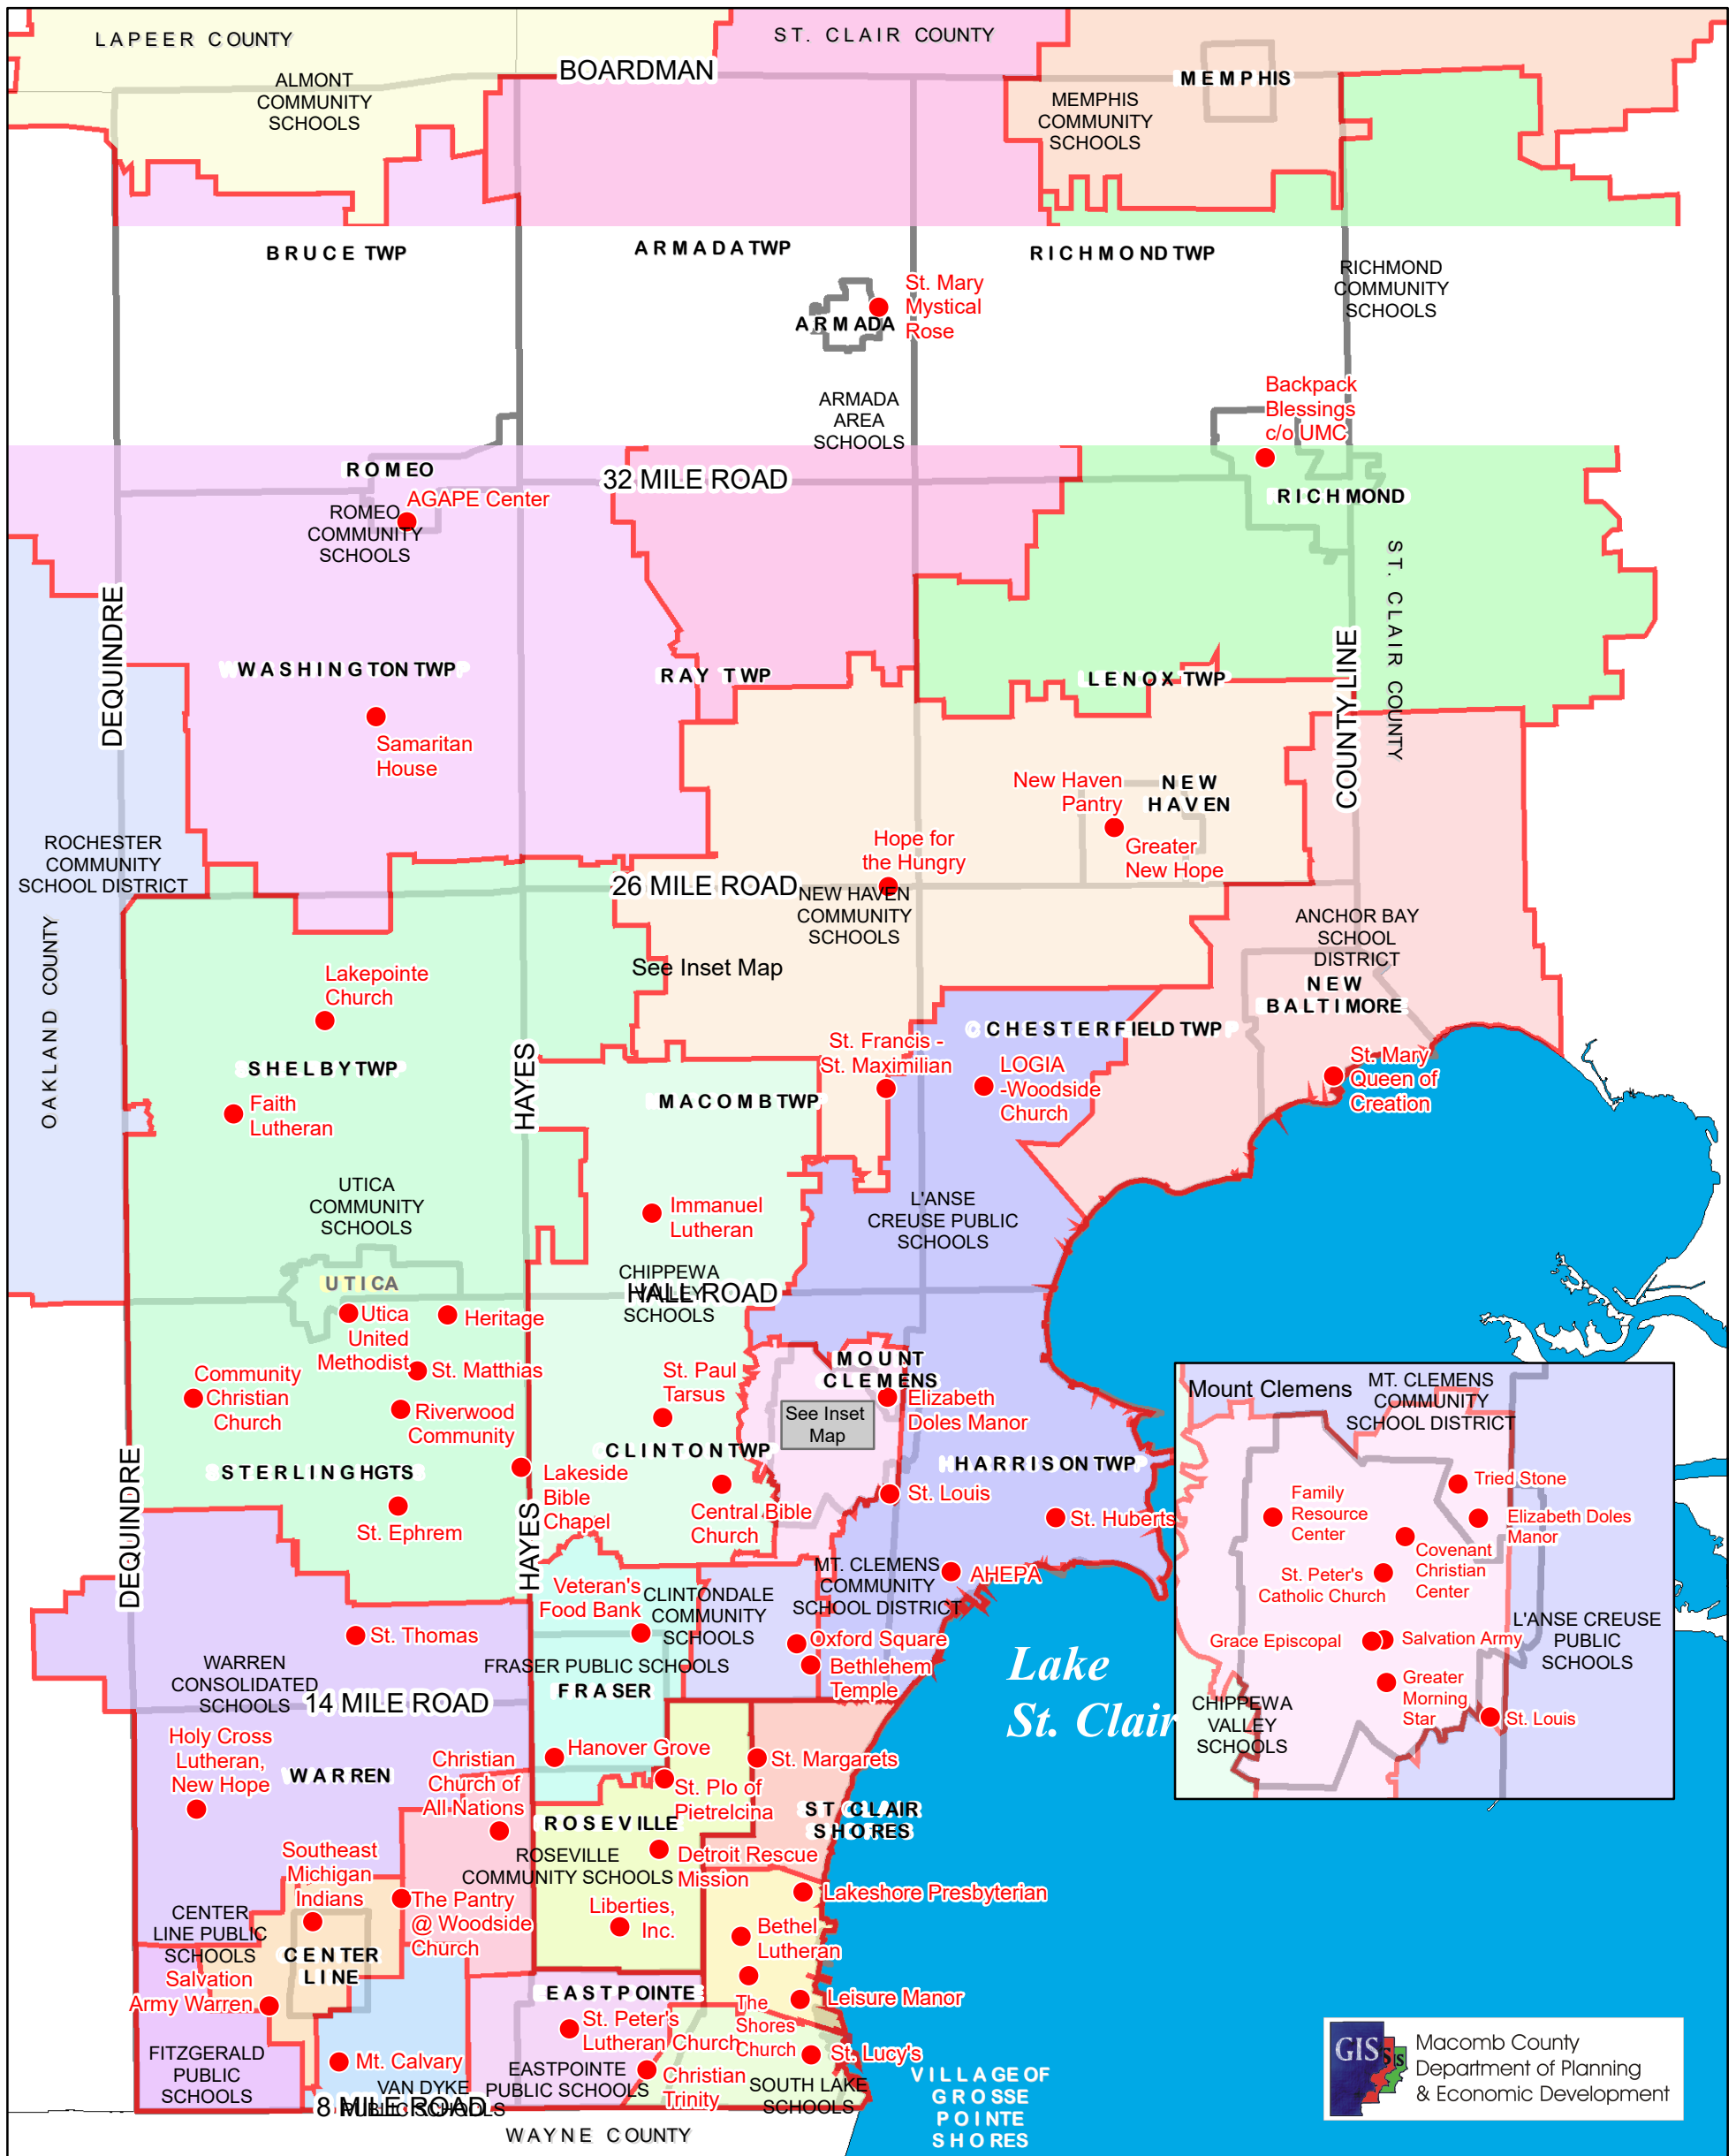 LAPEER COUNTY
ST. CLAIR COUNTY
BOARDMAN
ALMONT
COMMUNITY
SCHOOLS
MEMPHIS
MEMPHIS
COMMUNITY
SCHOOLS
BRUCE TWP
ARMADA TWP
RICHMOND TWP
RICHMOND
COMMUNITY
SCHOOLS
St. Mary
Mystical
Rose
ARMADA
ARMADA
AREA
SCHOOLS
Backpack
Blessings
c/o UMC
ROMEO
32 MILE ROAD
RICHMOND
AGAPE Center
ROMEO
COMMUNITY
SCHOOLS
ST. CLAIR COUNTY
DEQUINDRE
COUNTY LINE
WASHINGTON TWP
RAY TWP
LENOX TWP
Samaritan
House
New Haven
Pantry
NEW
HAVEN
Greater
New Hope
Hope for
the Hungry
ROCHESTER
COMMUNITY
SCHOOL DISTRICT
26 MILE ROAD
NEW HAVEN
COMMUNITY
SCHOOLS
ANCHOR BAY
SCHOOL
DISTRICT
OAKLAND COUNTY
See Inset Map
Lakepointe
Church
NEW
BALTIMORE
CHESTERFIELD TWP
St. Francis -
St. Maximilian
LOGIA
-Woodside
Church
St. Mary
Queen of
Creation
SHELBY TWP
HAYES
MACOMB TWP
Faith
Lutheran
UTICA
COMMUNITY
SCHOOLS
Immanuel
Lutheran
L'ANSE
CREUSE PUBLIC
SCHOOLS
UTICA
CHIPPEWA
VALLEY
SCHOOLS
HALL ROAD
Utica
United
Methodist
Heritage
St. Matthias
Community
Christian
Church
Riverwood
Community
St. Paul
Tarsus
MOUNT
CLEMENS
Elizabeth
Doles Manor
See Inset
Map
CLINTON TWP
HARRISON TWP
STERLING HGTS
DEQUINDRE
HAYES
Lakeside
Bible
Chapel
Central Bible
Church
St. Louis
St. Huberts
St. Ephrem
Mount Clemens
MT. CLEMENS
COMMUNITY
SCHOOL DISTRICT
Tried Stone
Family
Resource
Center
Elizabeth Doles
Manor
Covenant
Christian
Center
St. Peter's
Catholic Church
Grace Episcopal
Salvation Army
L'ANSE CREUSE
PUBLIC
SCHOOLS
Greater
Morning
Star
St. Louis
CHIPPEWA
VALLEY
SCHOOLS
Veteran's
Food Bank
CLINTONDALE
COMMUNITY
SCHOOLS
MT. CLEMENS
COMMUNITY
SCHOOL DISTRICT
AHEPA
St. Thomas
Oxford Square
Bethlehem
Temple
FRASER PUBLIC SCHOOLS
FRASER
WARREN
CONSOLIDATED
SCHOOLS
14 MILE ROAD
Lake
St. Clair
Holy Cross
Lutheran,
New Hope
WARREN
Christian
Church of
All Nations
Hanover Grove
St. Margarets
St. Plo of
Pietrelcina
ST CLAIR
SHORES
ROSEVILLE
ROSEVILLE
COMMUNITY SCHOOLS
Detroit Rescue
Mission
Southeast
Michigan
Indians
The Pantry
@ Woodside
Church
Lakeshore Presbyterian
Liberties,
Inc.
Bethel
Lutheran
CENTER
LINE PUBLIC
SCHOOLS
CENTER
LINE
Salvation
Army Warren
EASTPOINTE
The
Shores
Church
Leisure Manor
St. Peter's
Lutheran Church
St. Lucy's
FITZGERALD
PUBLIC
SCHOOLS
Mt. Calvary
EASTPOINTE
PUBLIC SCHOOLS
Christian
Trinity
SOUTH LAKE
SCHOOLS
VAN DYKE
PUBLIC SCHOOLS
8 MILE ROAD
WAYNE COUNTY
VILLAGE OF
GROSSE
POINTE
SHORES
GIS
Macomb County
Department of Planning
& Economic Development